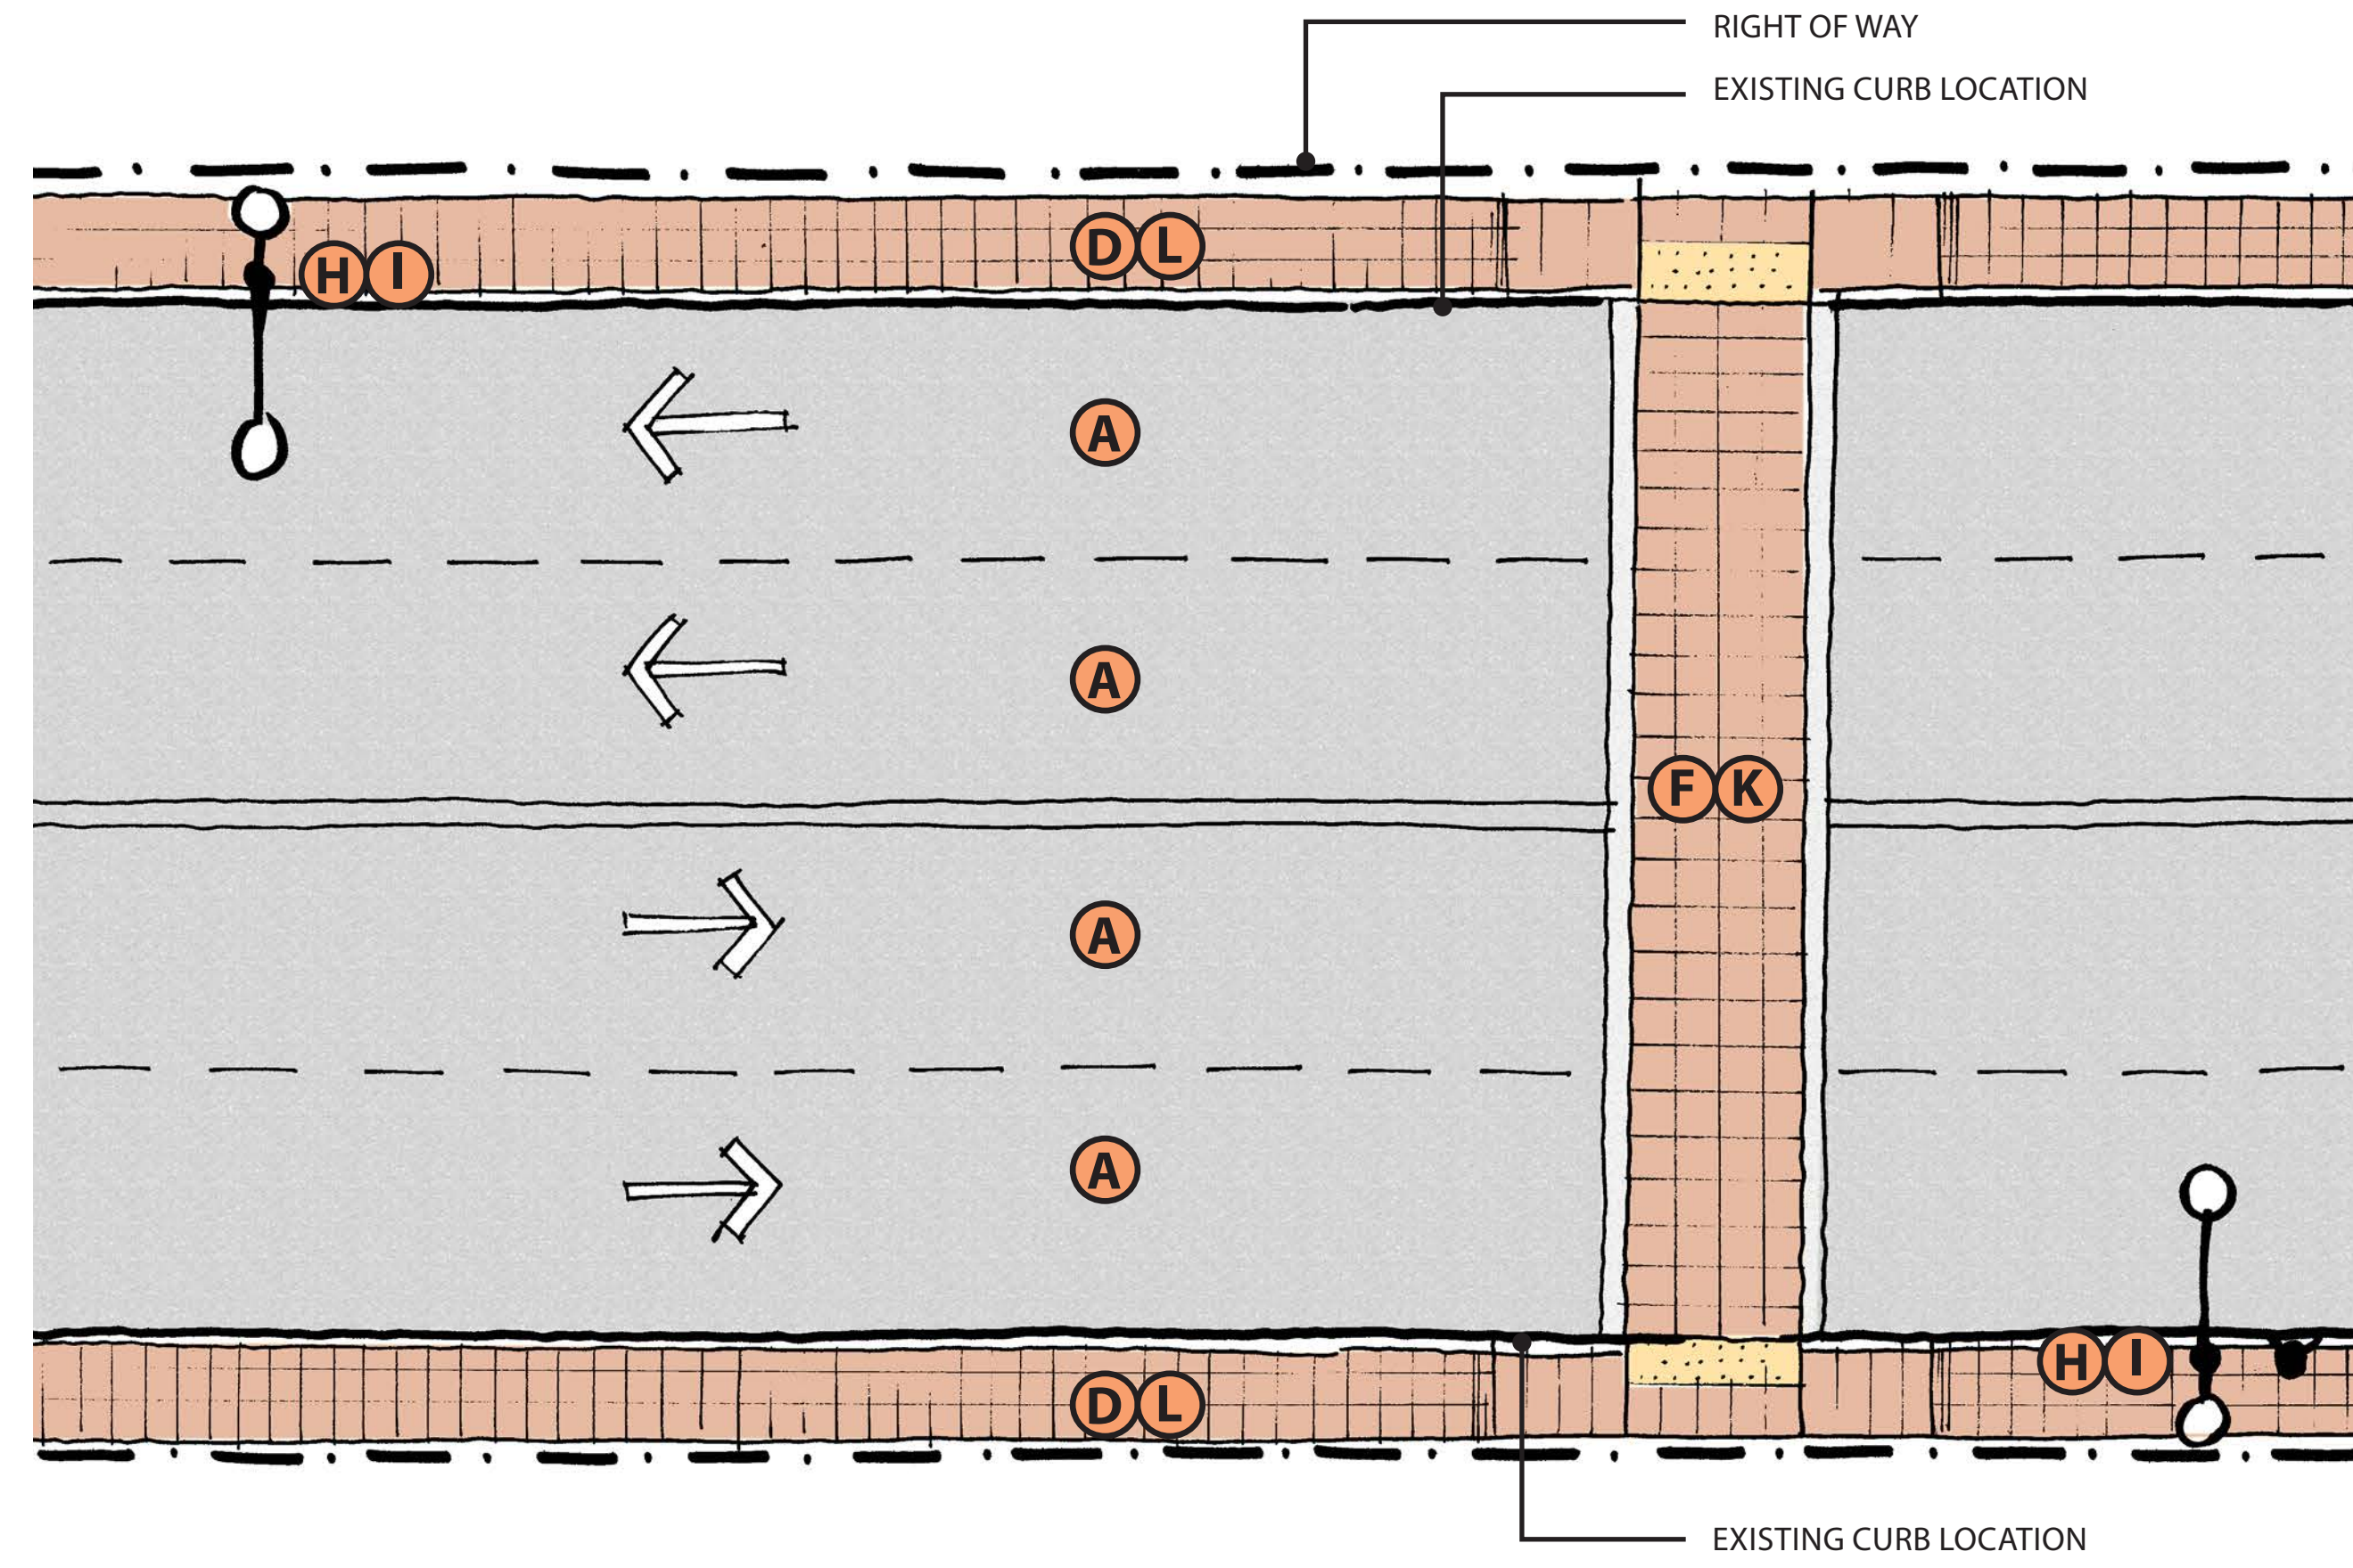 RIGHT OF WAY
EXISTING CURB LOCATION
D L
H I
A
A
F K
A
A
H I
D L
EXISTING CURB LOCATION